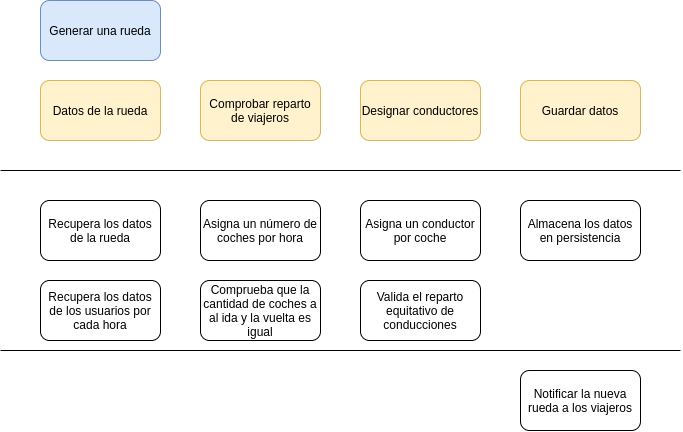 Generar una rueda
Datos de la rueda
Comprobar reparto
de viajeros
Designar conductores
Guardar datos
Recupera los datos
de la rueda
Asigna un número de
coches por hora
Asigna un conductor
por coche
Almacena los datos
en persistencia
Recupera los datos
de los usuarios por
cada hora
Comprueba que la
cantidad de coches a
al ida y la vuelta es
igual
Valida el reparto
equitativo de
conducciones
Notificar la nueva
rueda a los viajeros